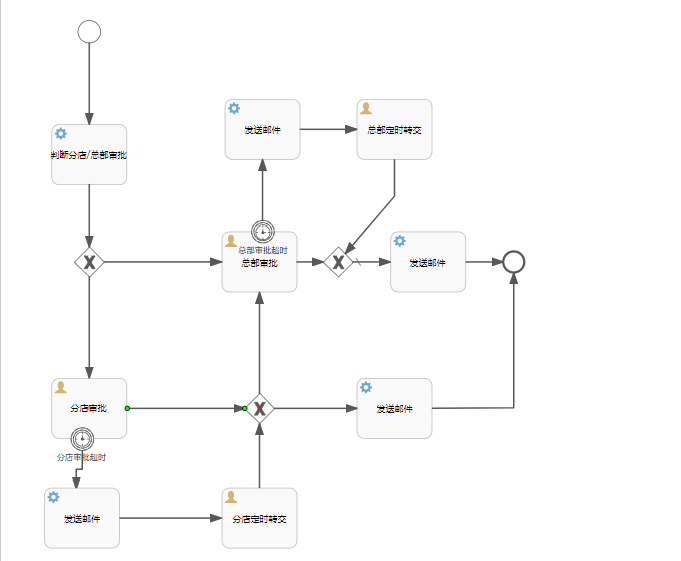 发送邮件
总部定时转交
判断分店/总部审批
总部审批超时
总部审批
发送邮件
分店审批
发送邮件
分店审批超时
发送邮件
分店定时转交